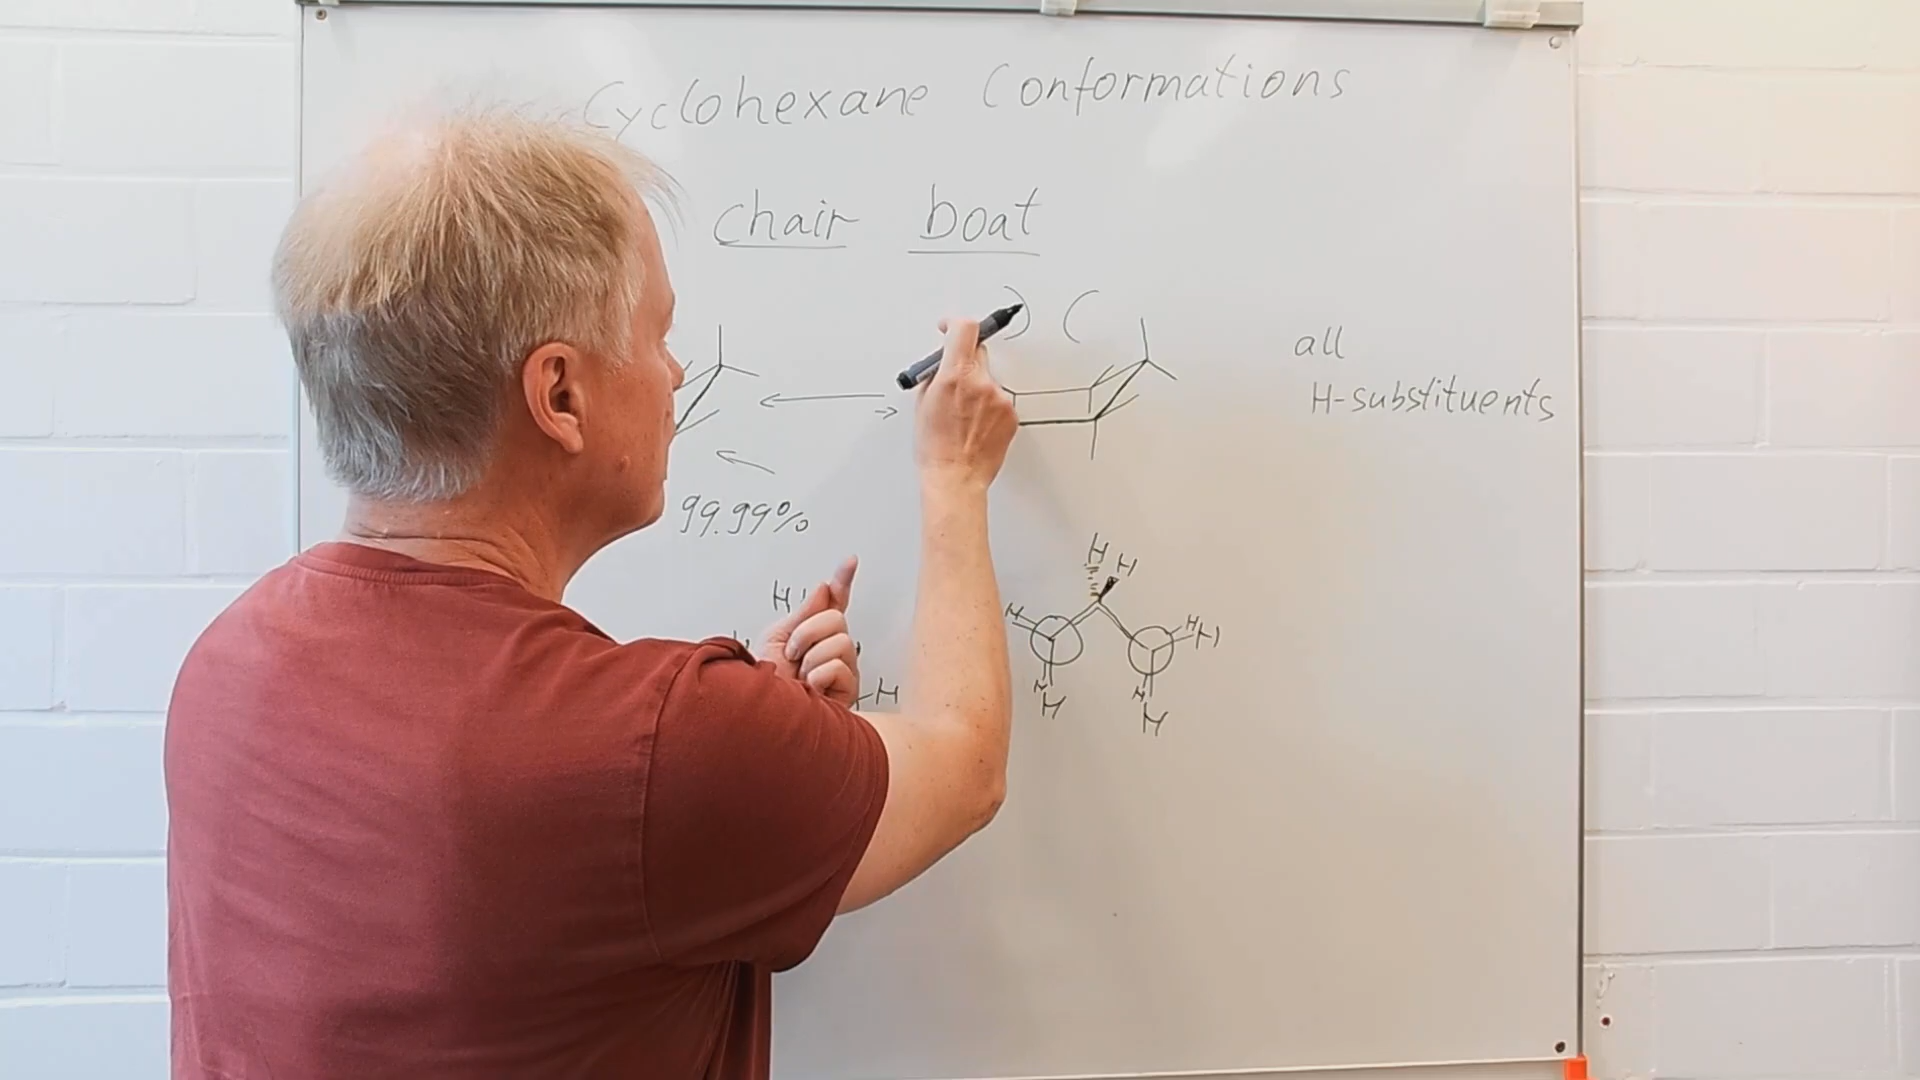 Cyclohexane Conformations
chair boat
all
H-substituents
99.99%
H H
H
H H H
H
H H
H H